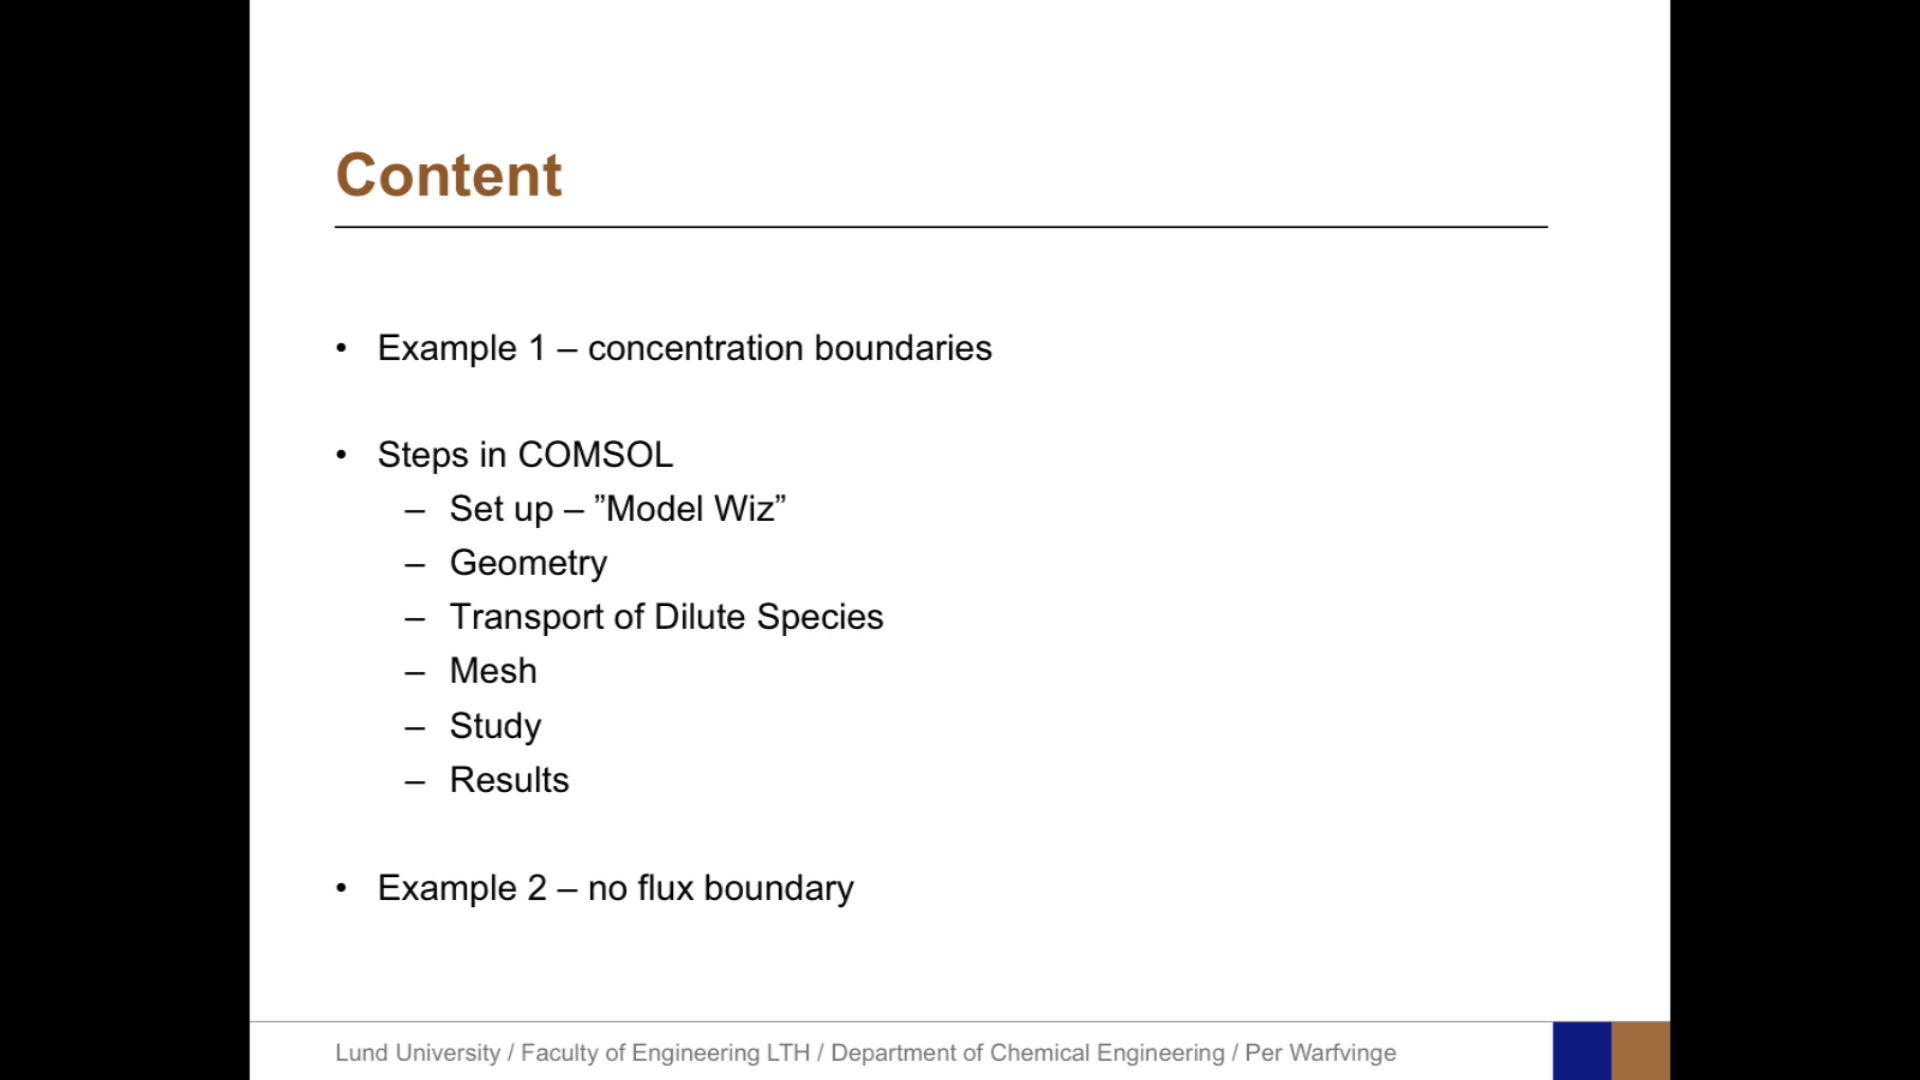 Content
• Example 1 – concentration boundaries
• Steps in COMSOL
– Set up – ”Model Wiz”
– Geometry
– Transport of Dilute Species
– Mesh
– Study
– Results
• Example 2 – no flux boundary
Lund University / Faculty of Engineering LTH / Department of Chemical Engineering / Per Warfvinge